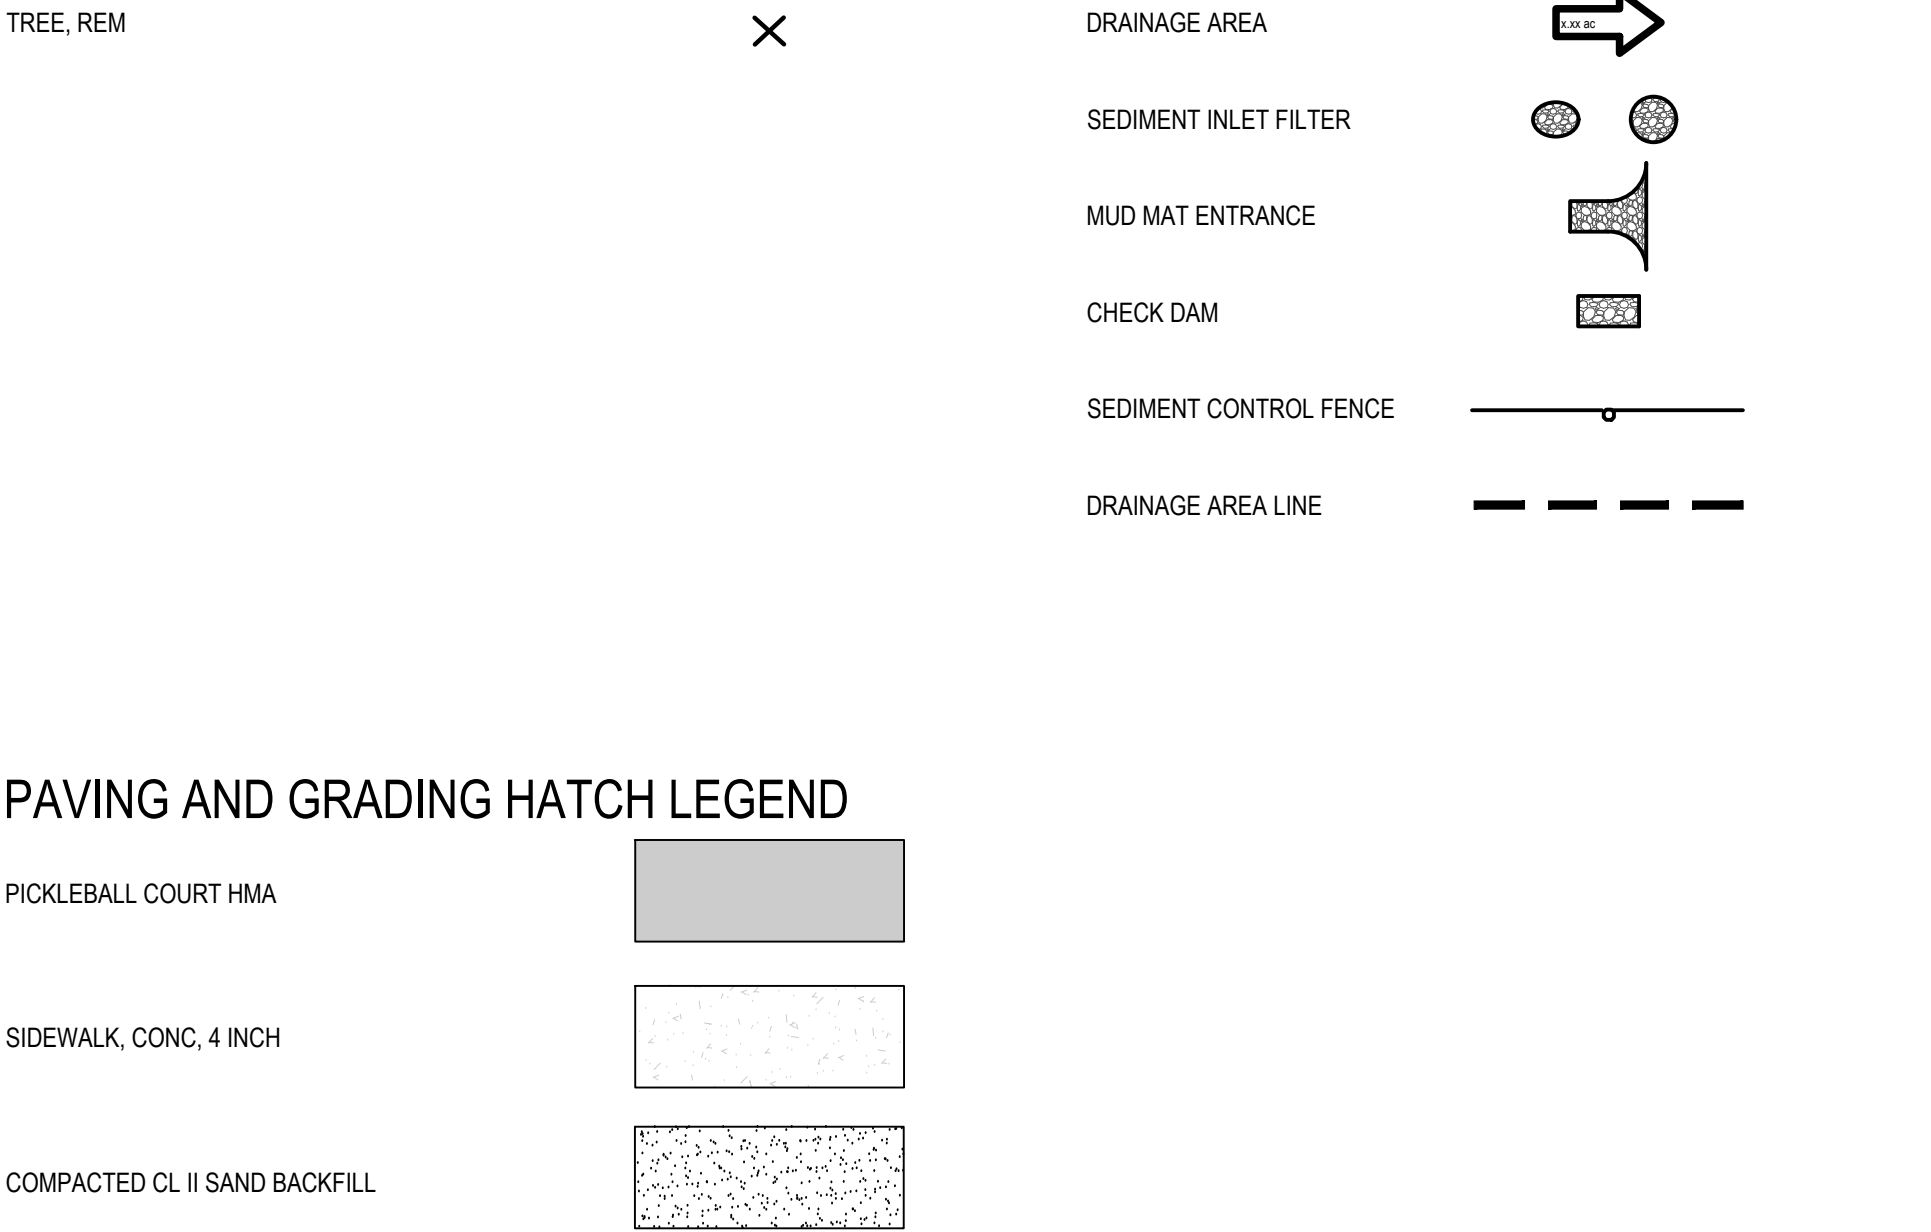 TREE, REM
DRAINAGE AREA
x.xx ac
SEDIMENT INLET FILTER
MUD MAT ENTRANCE
CHECK DAM
SEDIMENT CONTROL FENCE
DRAINAGE AREA LINE
PAVING AND GRADING HATCH LEGEND
PICKLEBALL COURT HMA
SIDEWALK, CONC, 4 INCH
COMPACTED CL II SAND BACKFILL